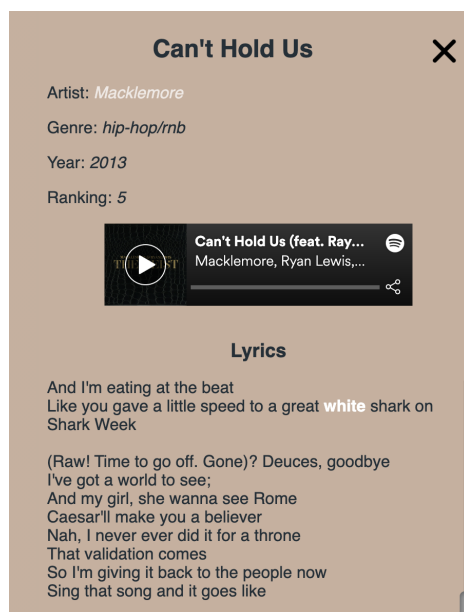 Can't Hold Us
Artist: Macklemore
Genre: hip-hop/rnb
Year: 2013
Ranking: 5
Can't Hold Us (feat. Ray...
Macklemore, Ryan Lewis,...
Lyrics
And I'm eating at the beat
Like you gave a little speed to a great white shark on
Shark Week
(Raw! Time to go off. Gone)? Deuces, goodbye
I've got a world to see;
And my girl, she wanna see Rome
Caesar'll make you a believer
Nah, I never ever did it for a throne
That validation comes
So I'm giving it back to the people now
Sing that song and it goes like